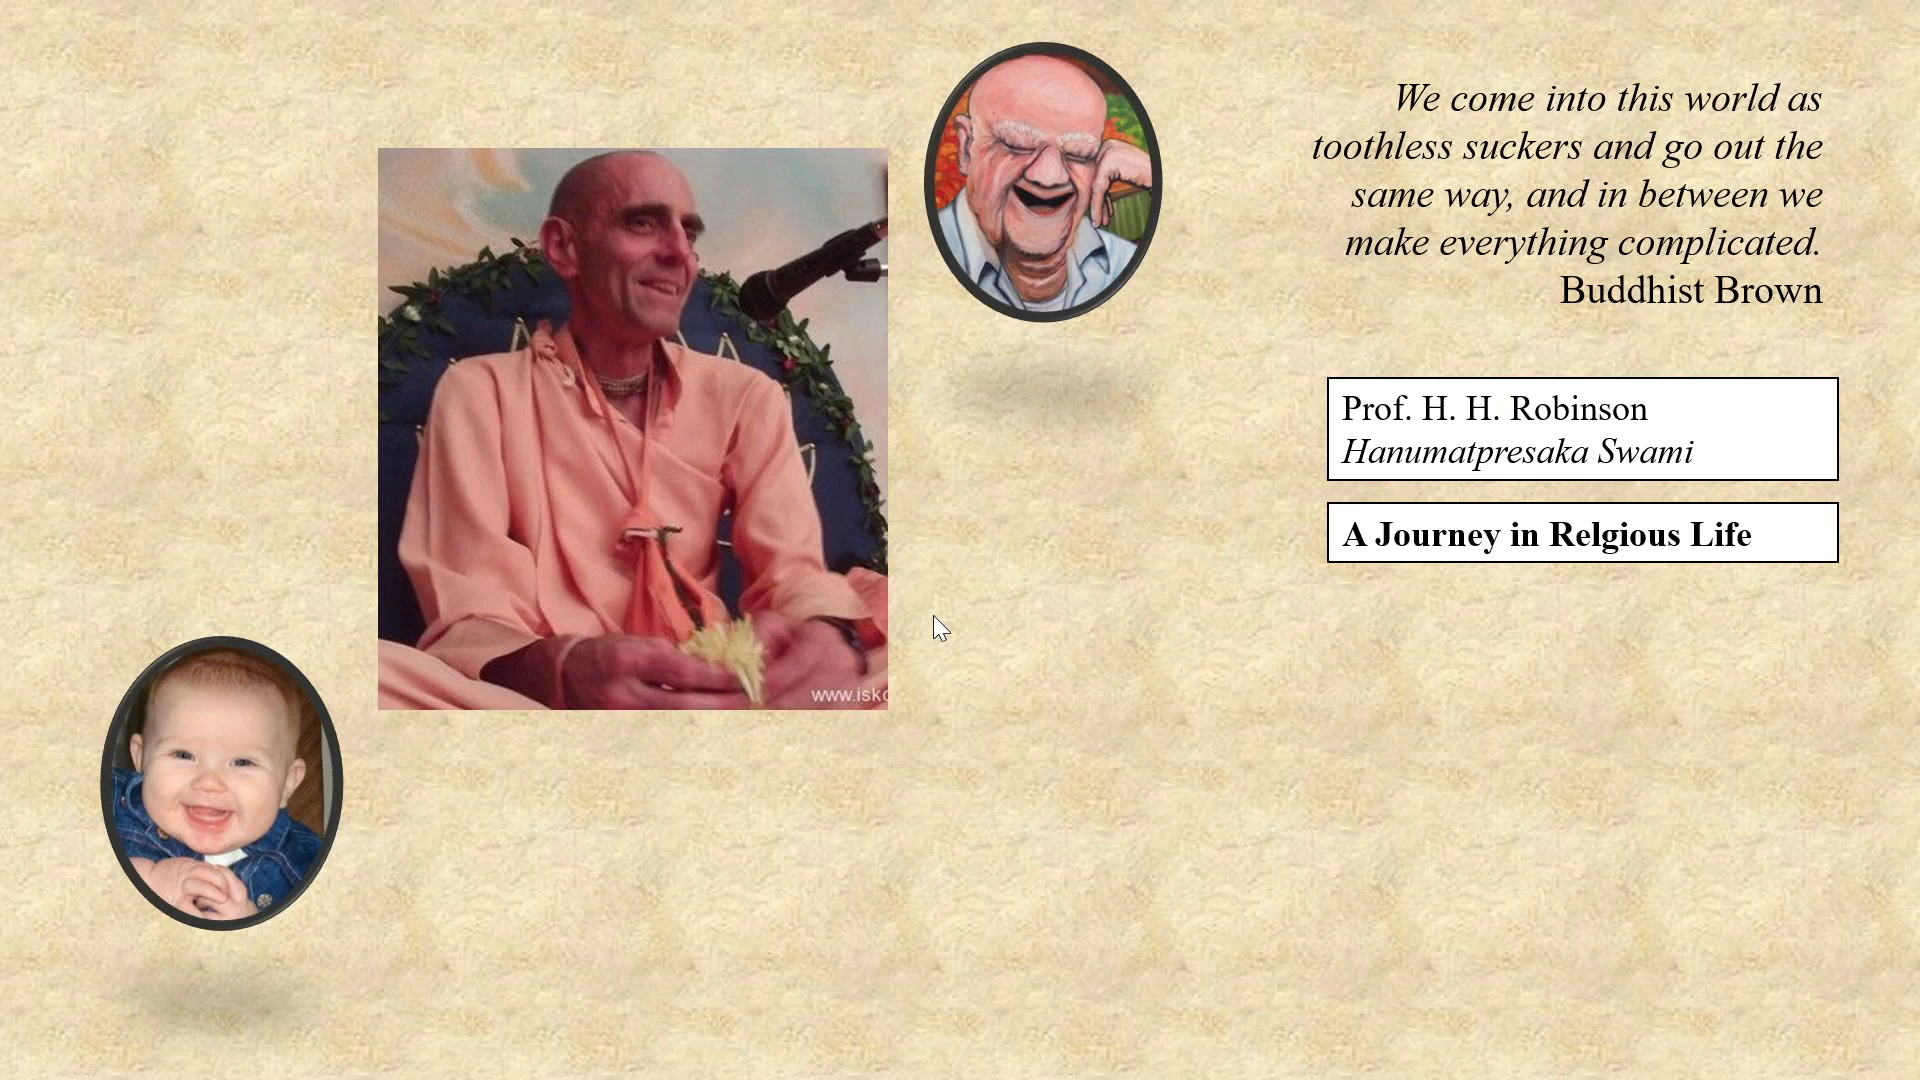 We come into this world as
toothless suckers and go out the
same way, and in between we
make everything complicated.
Buddhist Brown
Prof. H. H. Robinson
Hanumatpresaka Swami
A Journey in Relgious Life
www.isk